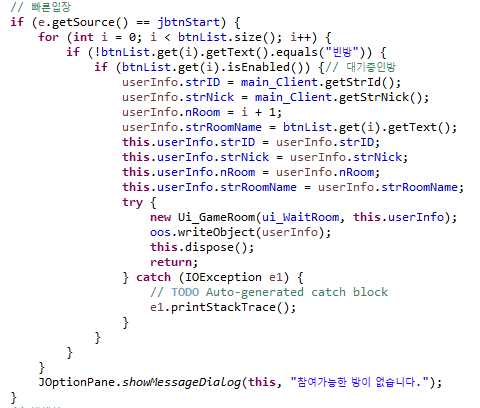 // 빠른입장
if (e.getSource() == jbtnStart) {
for (int i = 0; i < btnList.size(); i++) {
if (!btnList.get(i).getText().equals("빈방")) {
if (btnList.get(i).isEnabled()) {// 대기중인방
userInfo.strID = main_Client.getStrId();
userInfo.strNick = main_Client.getStrNick();
userInfo.nRoom = i + 1;
userInfo.strRoomName = btnList.get(i).getText();
this.userInfo.strID = userInfo.strID;
this.userInfo.strNick = userInfo.strNick;
this.userInfo.nRoom = userInfo.nRoom;
this.userInfo.strRoomName = userInfo.strRoomName;
try {
new Ui_GameRoom(ui_WaitRoom, this.userInfo);
oos.writeObject(userInfo);
this.dispose();
return;
} catch (IOException e1) {
// TODO Auto-generated catch block
e1.printStackTrace();
}
}
}
}
JOptionPane.showMessageDialog(this, "참여가능한 방이 없습니다.");
}